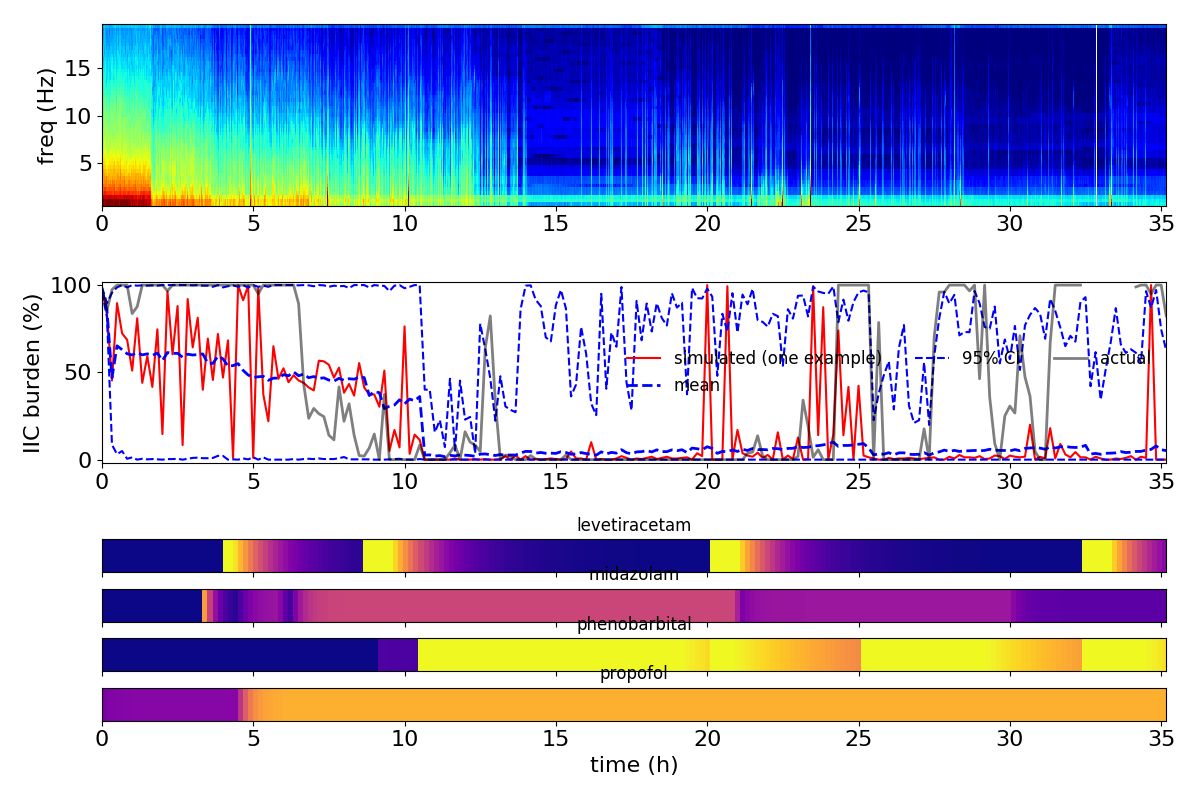 freq (Hz)
15
10
5
0 5 10 15 20 25 30 35
IIC burden (%)
100
50
0
simulated (one example) 95% CI actual
mean
0 5 10 15 20 25 30 35
levetiracetam
midazolam
phenobarbital
propofol
0 5 10 15 20 25 30 35
time (h)